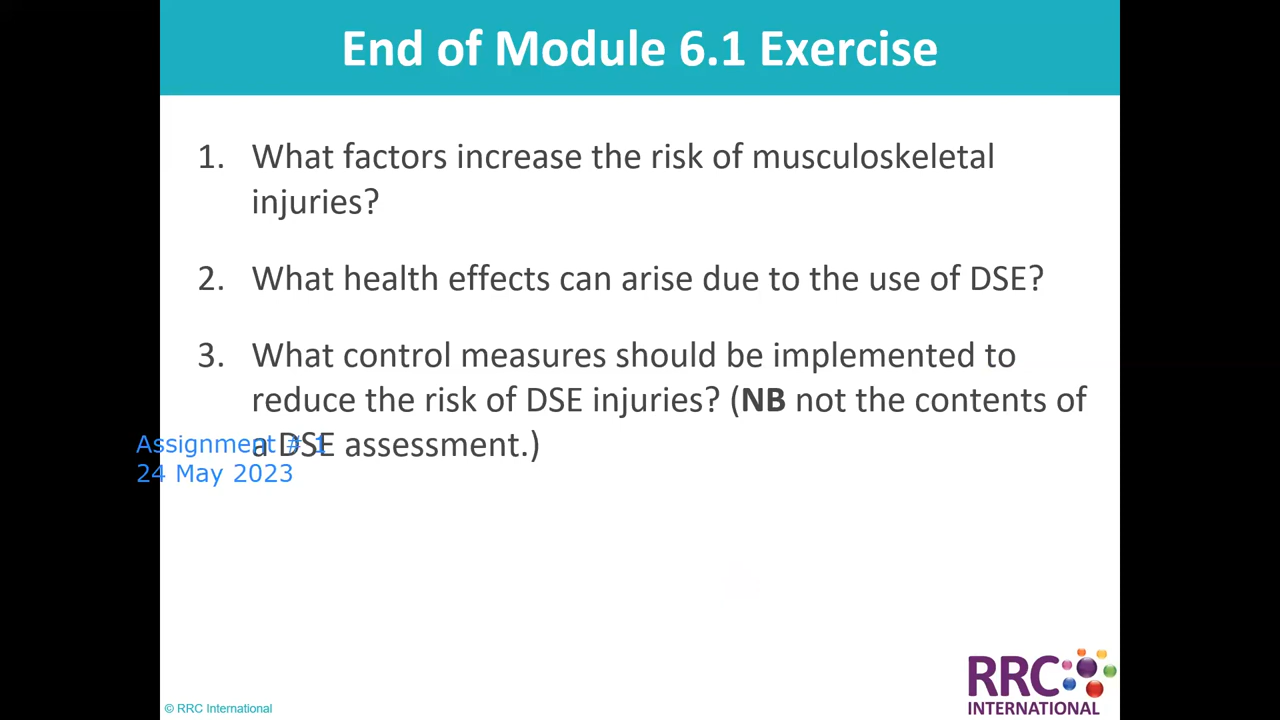 End of Module 6.1 Exercise
1. What factors increase the risk of musculoskeletal
injuries?
2. What health effects can arise due to the use of DSE?
3. What control measures should be implemented to
reduce the risk of DSE injuries? (NB not the contents of
a DSE assessment.)
Assignment # 1
24 May 2023
© RRC International
RRC
INTERNATIONAL